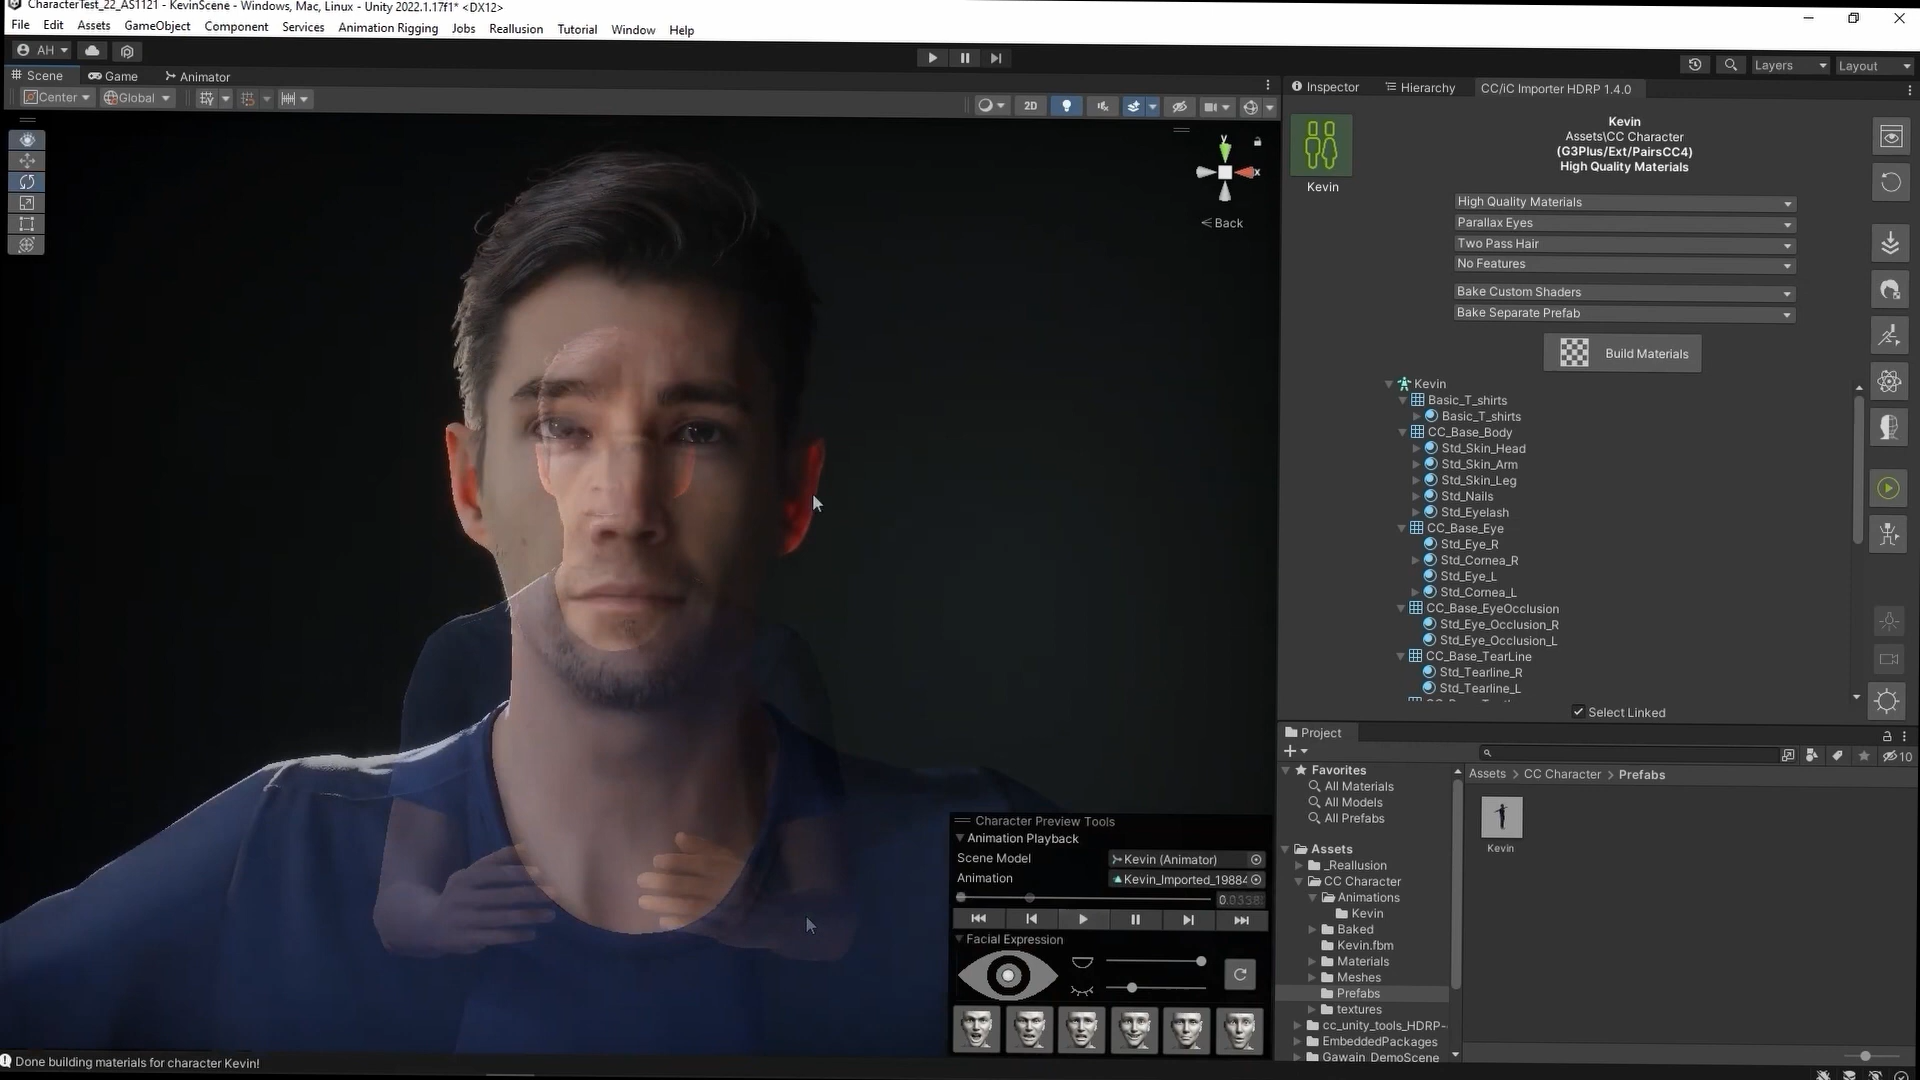 CharacterTest_22_AS1121 - KevinScene - Windows, Mac, Linux - Unity 2022.1.17f1* <DX12>
File Edit Assets GameObject Component Services Animation Rigging Jobs Reallusion Tutorial Window Help
AH
Layers
Layout
Scene
Game
Animator
Center
Global
2D
y
x
Back
Inspector
Hierarchy
CC/iC Importer HDRP 1.4.0
Kevin
Kevin
Assets\CC Character
(G3Plus/Ext/PairsCC4)
High Quality Materials
High Quality Materials
Parallax Eyes
Two Pass Hair
No Features
Bake Custom Shaders
Bake Separate Prefab
Build Materials
Kevin
Basic_T_shirts
Basic_T_shirts
CC_Base_Body
Std_Skin_Head
Std_Skin_Arm
Std_Skin_Leg
Std_Nails
Std_Eyelash
CC_Base_Eye
Std_Eye_R
Std_Cornea_R
Std_Eye_L
Std_Cornea_L
CC_Base_EyeOcclusion
Std_Eye_Occlusion_R
Std_Eye_Occlusion_L
CC_Base_TearLine
Std_Tearline_R
Std_Tearline_L
Select Linked
Project
10
Favorites
All Materials
All Models
All Prefabs
Assets
_Reallusion
CC Character
Animations
Kevin
Baked
Kevin.fbm
Materials
Meshes
Prefabs
textures
cc_unity_tools_HDRP-
EmbeddedPackages
Gawain_DemoScene
Assets > CC Character > Prefabs
Kevin
Character Preview Tools
Animation Playback
Scene Model
Kevin (Animator)
Animation
Kevin_Imported_19884
Facial Expression
Done building materials for character Kevin!